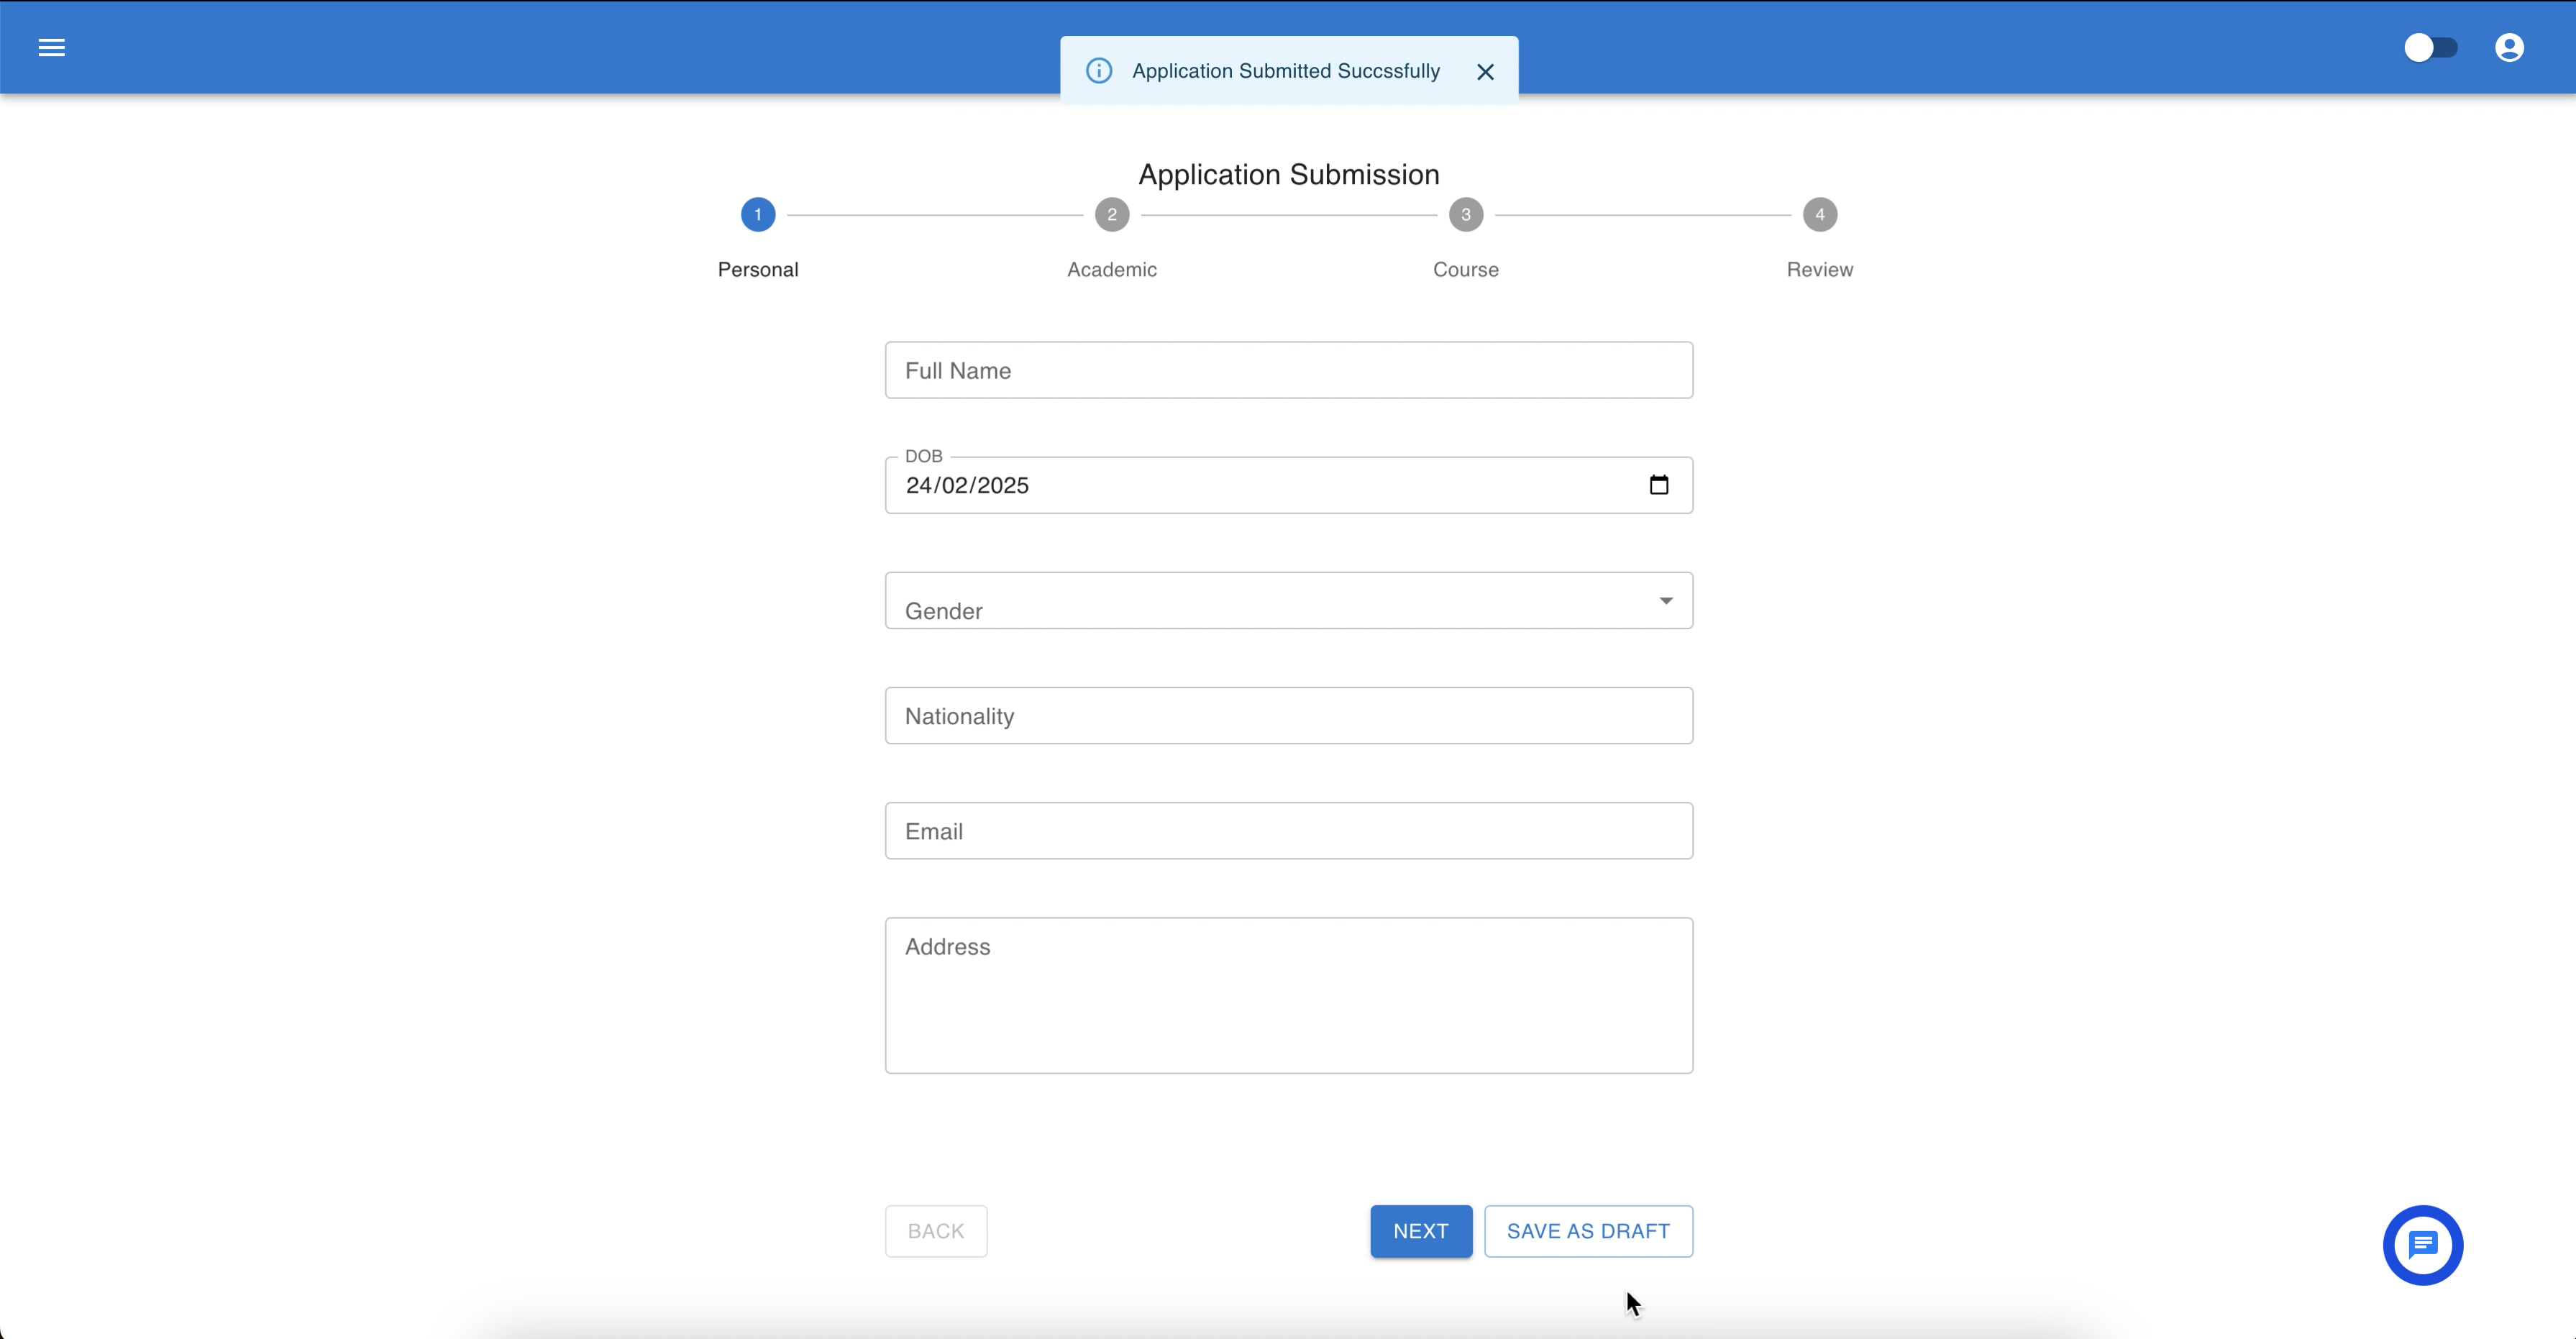 Application Submitted Succssfully
Application Submission
1 2 3 4
Personal Academic Course Review
Full Name
DOB
24/02/2025
Gender
Nationality
Email
Address
BACK NEXT SAVE AS DRAFT